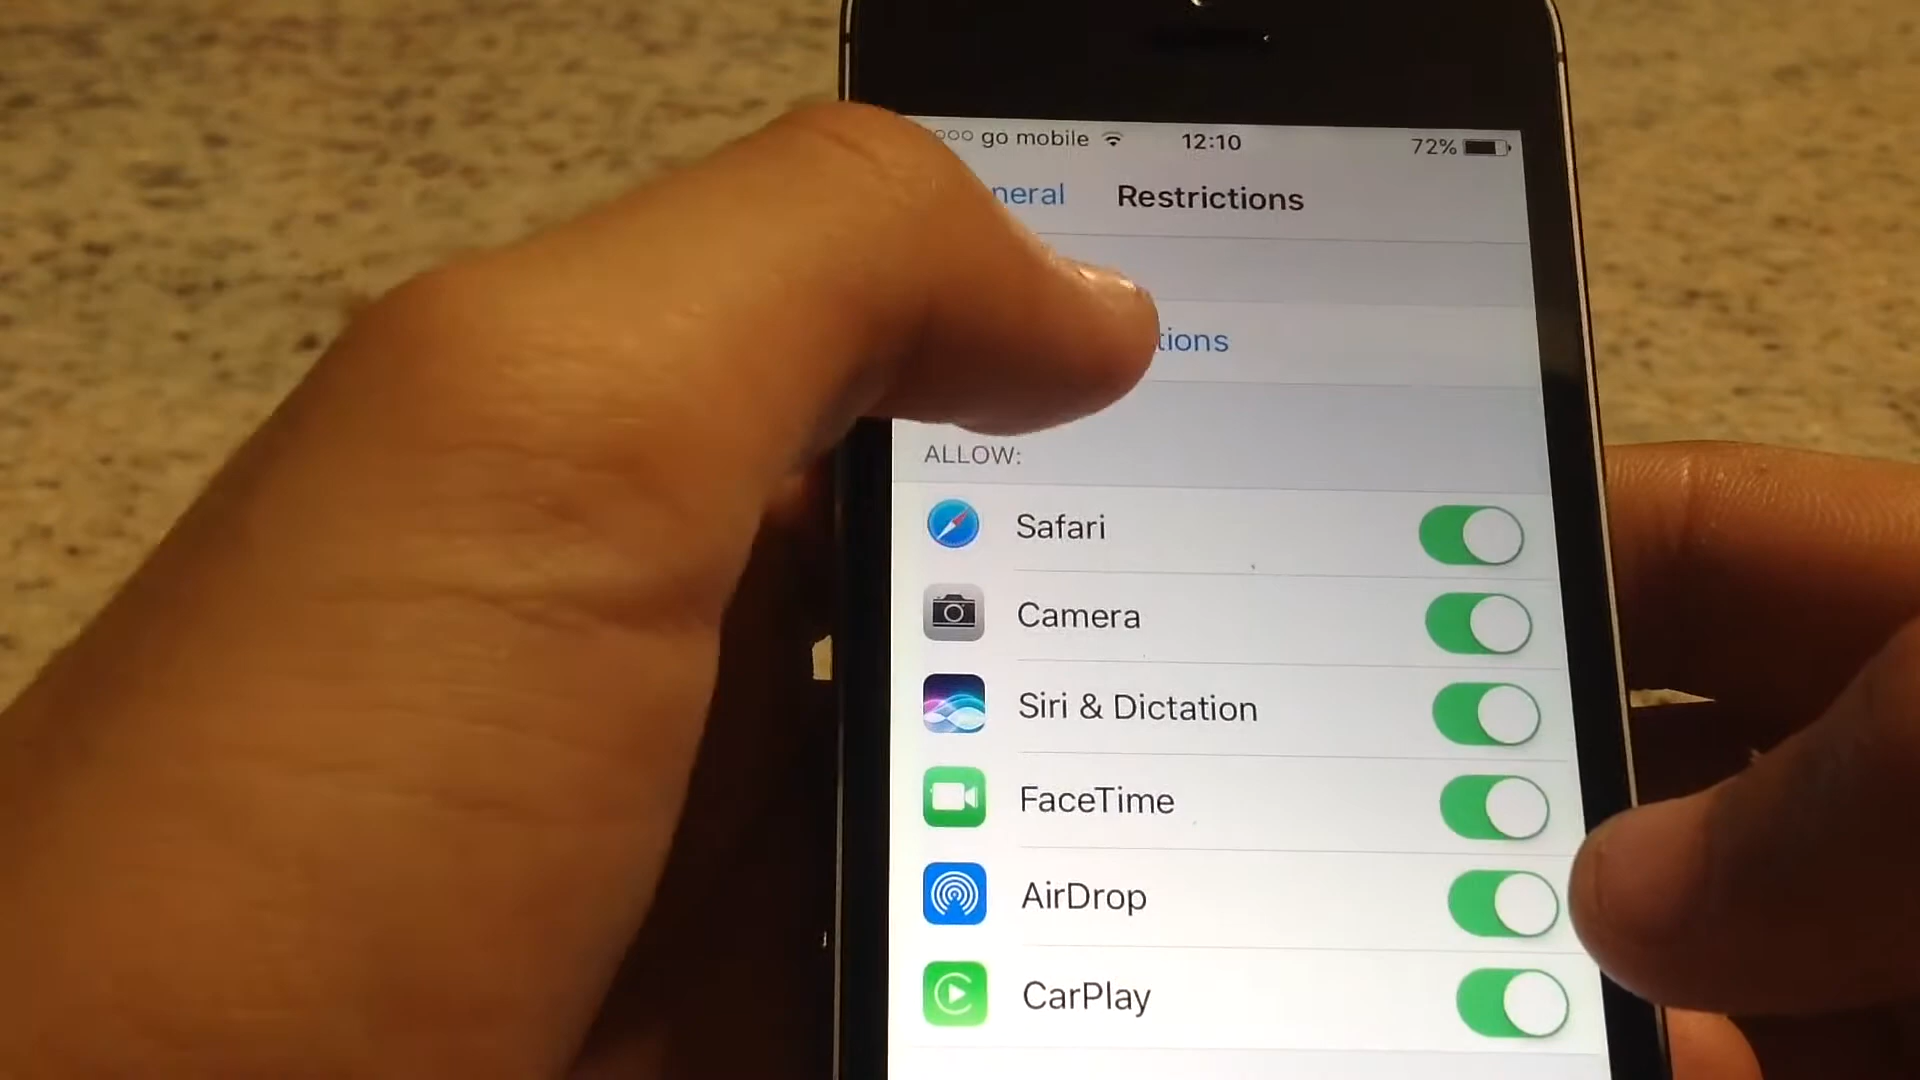 go mobile 12:10 72%
neral Restrictions
tions
ALLOW:
Safari
Camera
Siri & Dictation
FaceTime
AirDrop
CarPlay